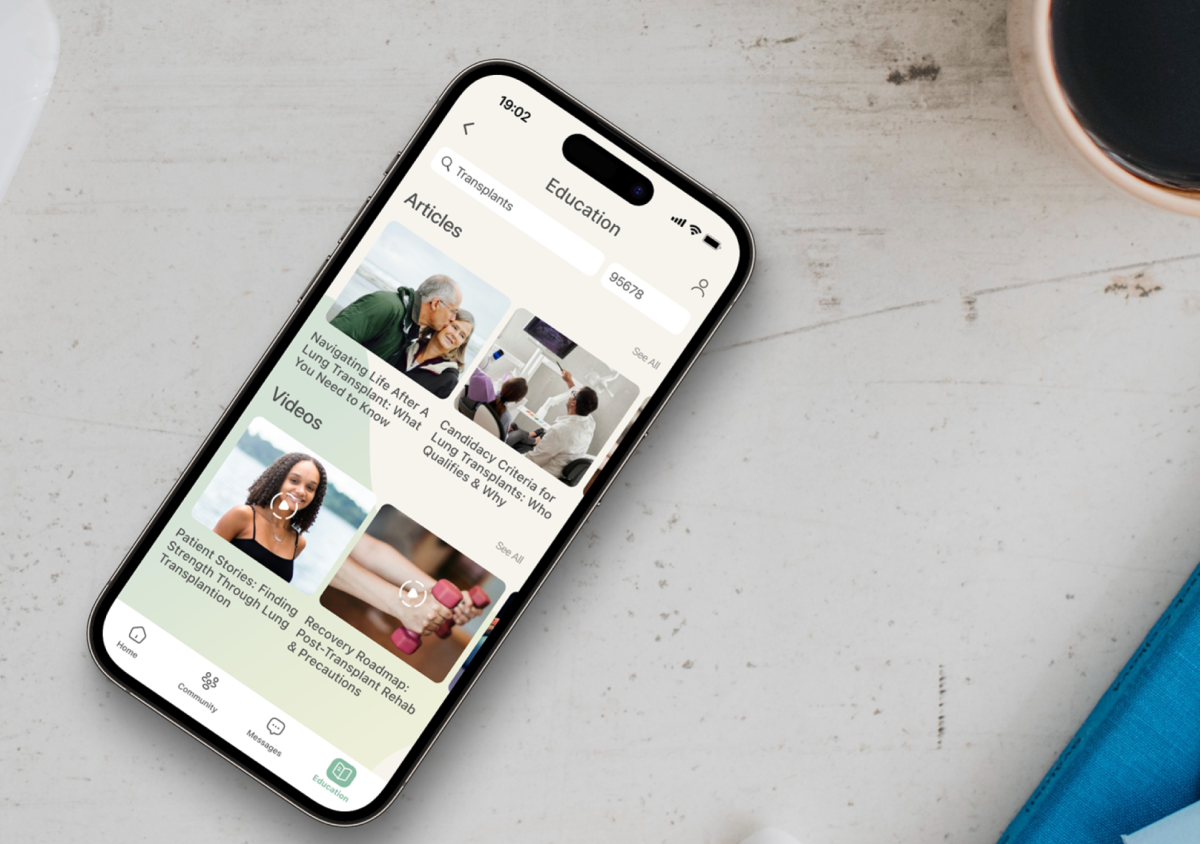 19:02
Education
Transplants
95678
Articles
See All
Navigating Life After A
Lung Transplant: What
You Need to Know
Candidacy Criteria for
Lung Transplants: Who
Qualifies & Why
Videos
See All
Patient Stories: Finding
Strength Through Lung
Transplantion
Recovery Roadmap:
Post-Transplant Rehab
& Precautions
Home
Community
Messages
Education